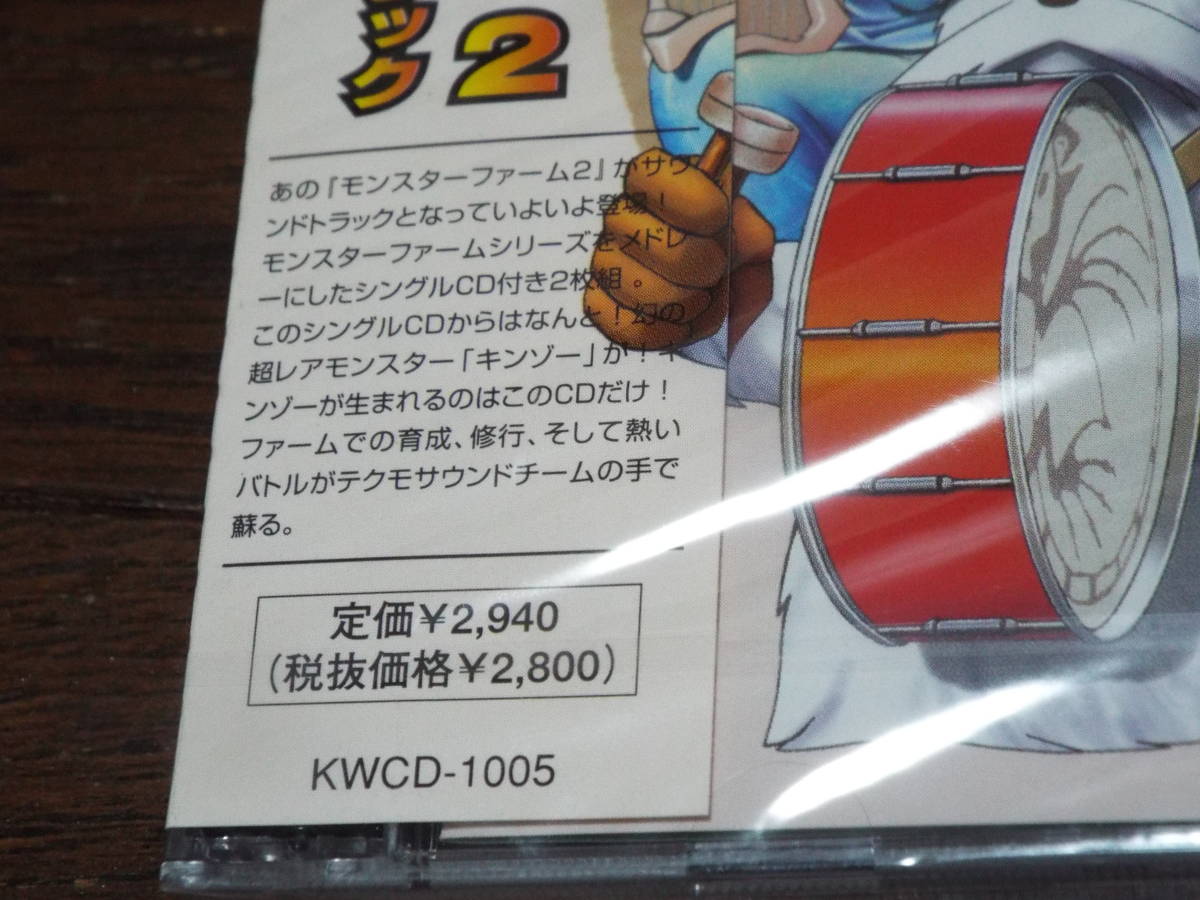 ック
2
あの『モンスターファーム2』がサウ
ンドトラックとなっていよいよ登場！
モンスターファームシリーズをメドレ
ーにしたシングルCD付き2枚組。
このシングルCDからはなんと！幻の
超レアモンスター「キンゾー」が！キ
ンゾーが生まれるのはこのCDだけ！
ファームでの育成、修行、そして熱い
バトルがテクモサウンドチームの手で
蘇る。
定価￥2,940
（税抜価格￥2,800）
KWCD-1005